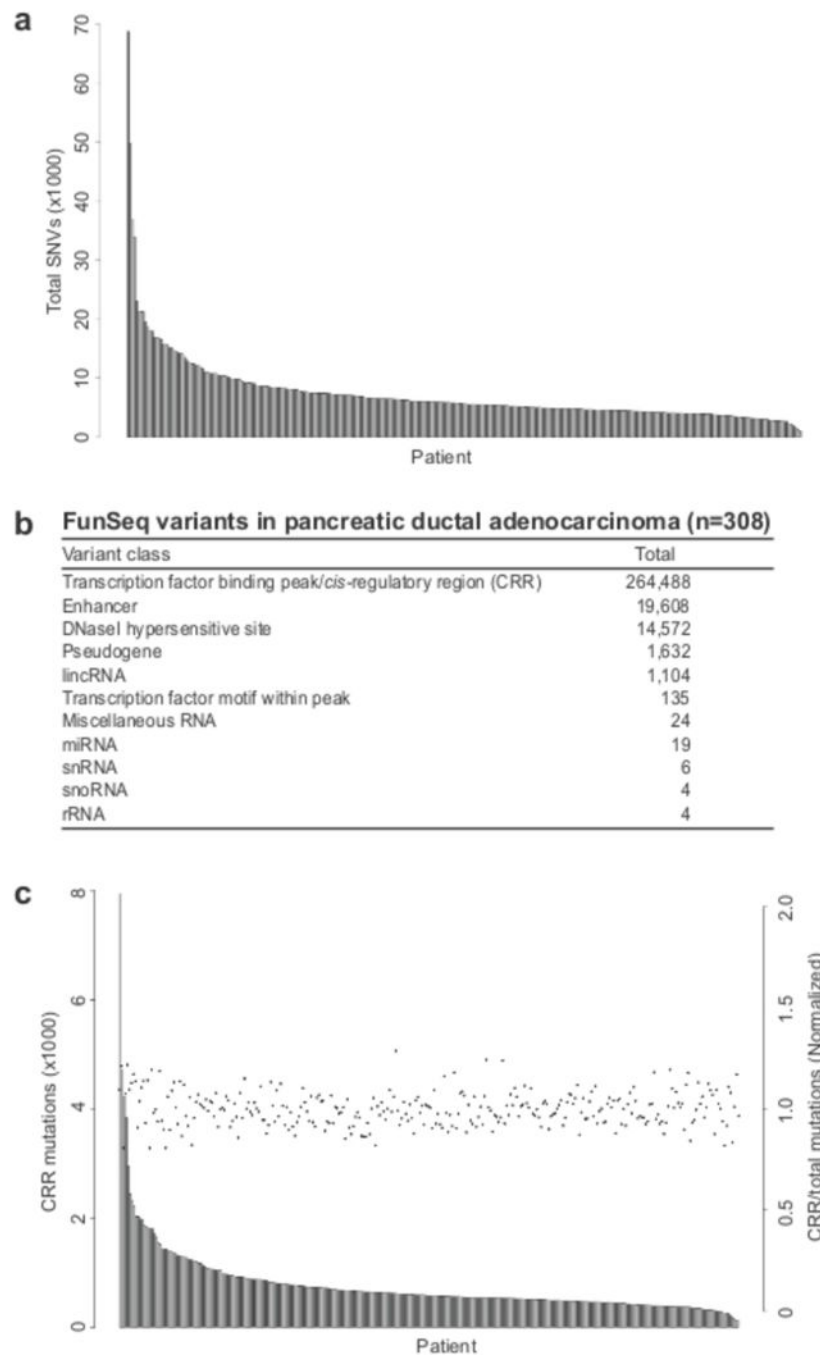 a
70
60
50
40
30
20
10
0
Total SNVs (x1000)
Patient
b FunSeq variants in pancreatic ductal adenocarcinoma (n=308)
Variant class Total
Transcription factor binding peak/cis-regulatory region (CRR) 264,488
Enhancer 19,608
DNaseI hypersensitive site 14,572
Pseudogene 1,632
lincRNA 1,104
Transcription factor motif within peak 135
Miscellaneous RNA 24
miRNA 19
snRNA 6
snoRNA 4
rRNA 4
c
8
6
4
2
0
CRR mutations (x1000)
2.0
1.5
1.0
0.5
0
CRR/total mutations (Normalized)
Patient